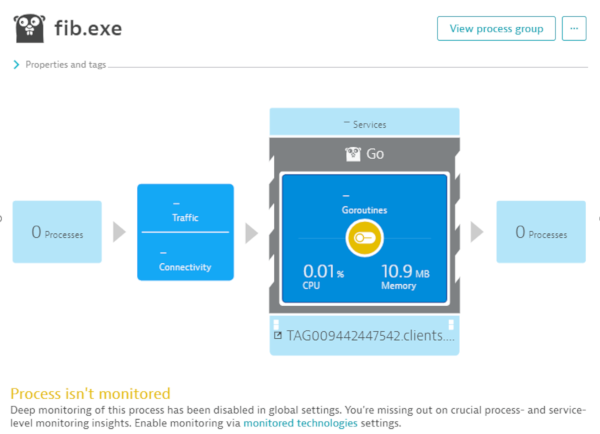 fib.exe
View process group
...
Properties and tags
– Services
Go
0 Processes
–
Traffic
–
Connectivity
–
Goroutines
0.01 % 10.9 MB
CPU Memory
0 Processes
TAG009442447542.clients....
Process isn't monitored
Deep monitoring of this process has been disabled in global settings. You're missing out on crucial process- and service-
level monitoring insights. Enable monitoring via monitored technologies settings.